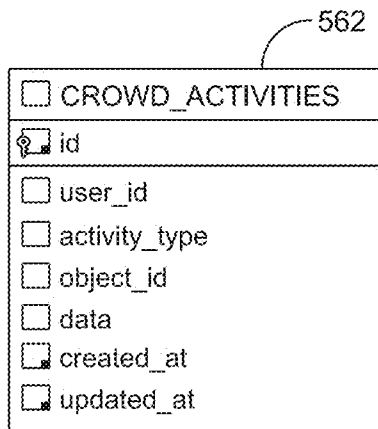 562
CROWD_ACTIVITIES
id
user_id
activity_type
object_id
data
created_at
updated_at